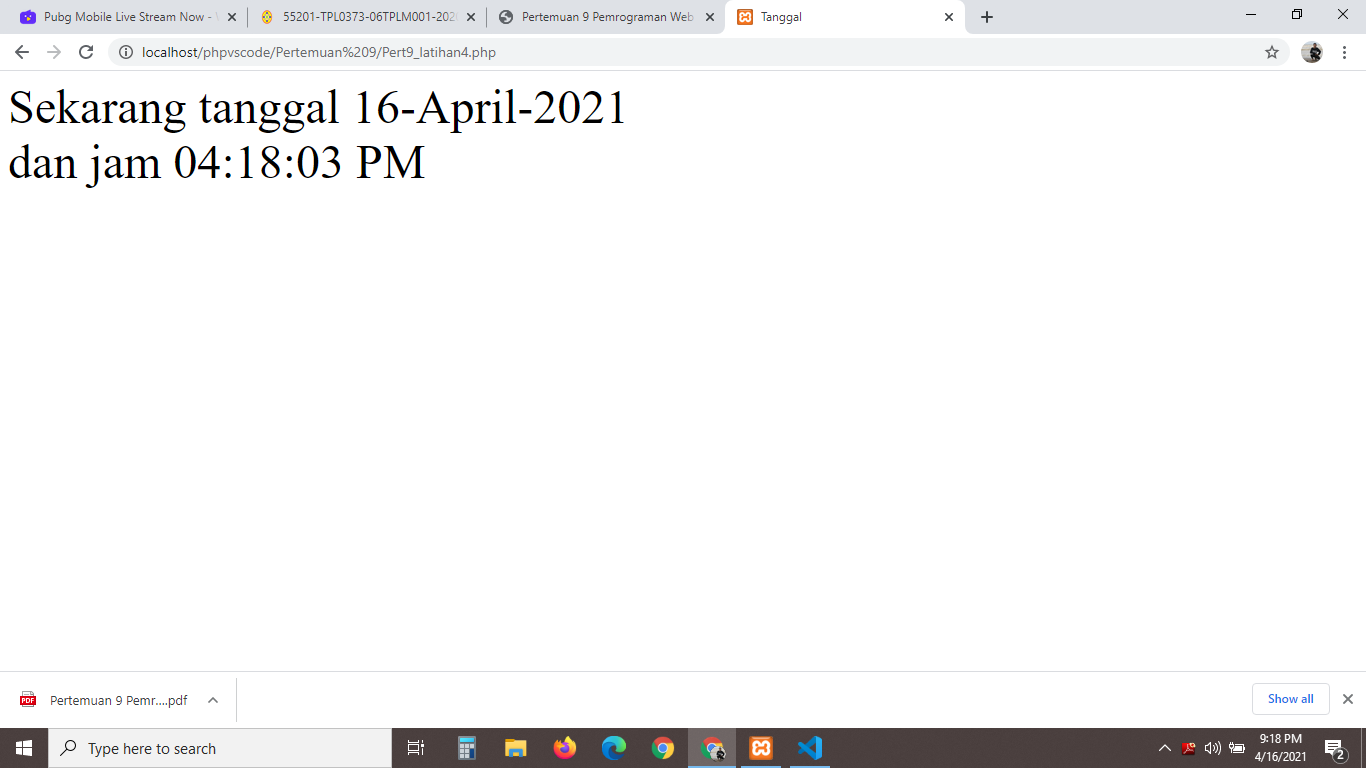 Pubg Mobile Live Stream Now -
55201-TPL0373-06TPLM001-202
Pertemuan 9 Pemrograman Web
Tanggal
localhost/phpvscode/Pertemuan%209/Pert9_latihan4.php
Sekarang tanggal 16-April-2021
dan jam 04:18:03 PM
PDF
Pertemuan 9 Pemr....pdf
Show all
Type here to search
9:18 PM
4/16/2021
2